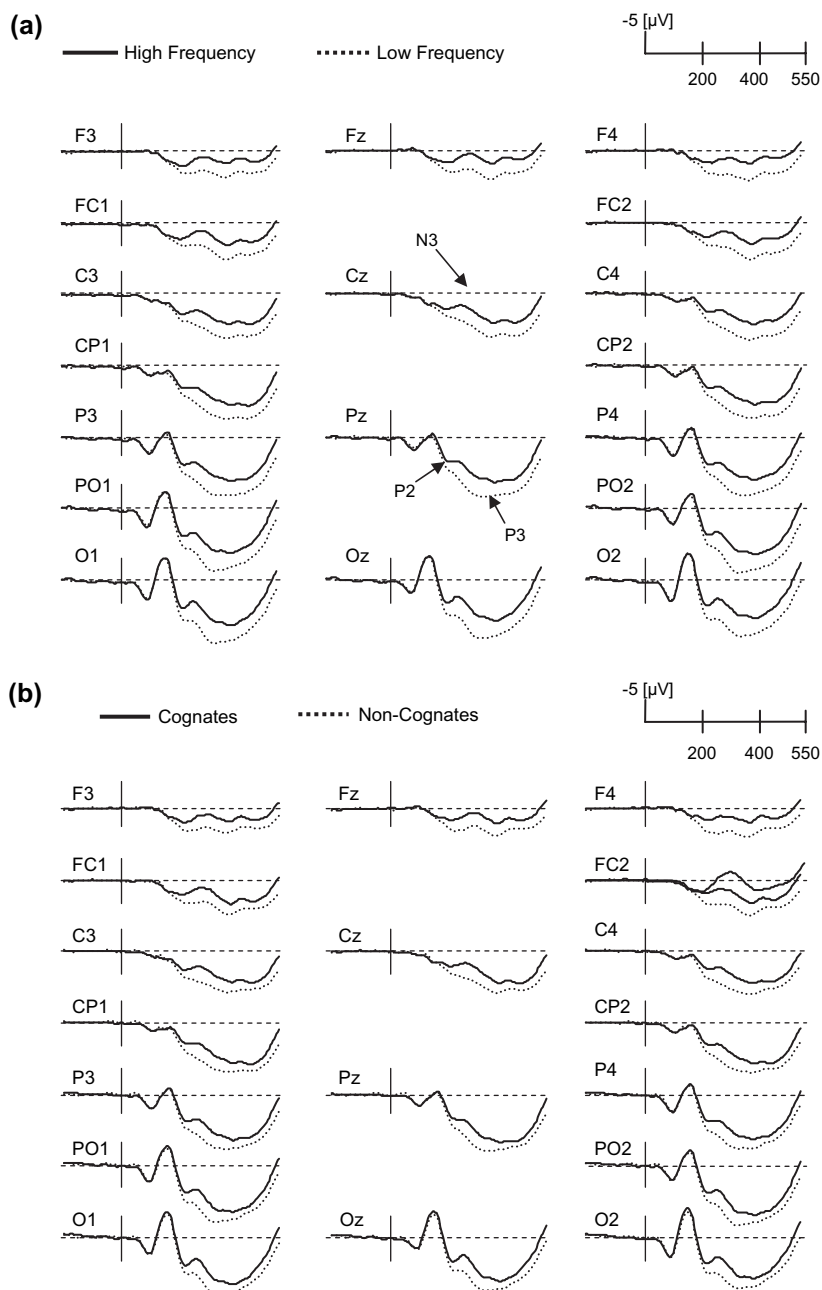 (a)
High Frequency
Low Frequency
-5 [µV]
200 400 550
F3 Fz F4
FC1 FC2
N3
C3 Cz C4
CP1 CP2
P3 Pz P4
P2
PO1 PO2
P3
O1 Oz O2
(b)
Cognates
Non-Cognates
-5 [µV]
200 400 550
F3 Fz F4
FC1 FC2
C3 Cz C4
CP1 CP2
P3 Pz P4
PO1 PO2
O1 Oz O2